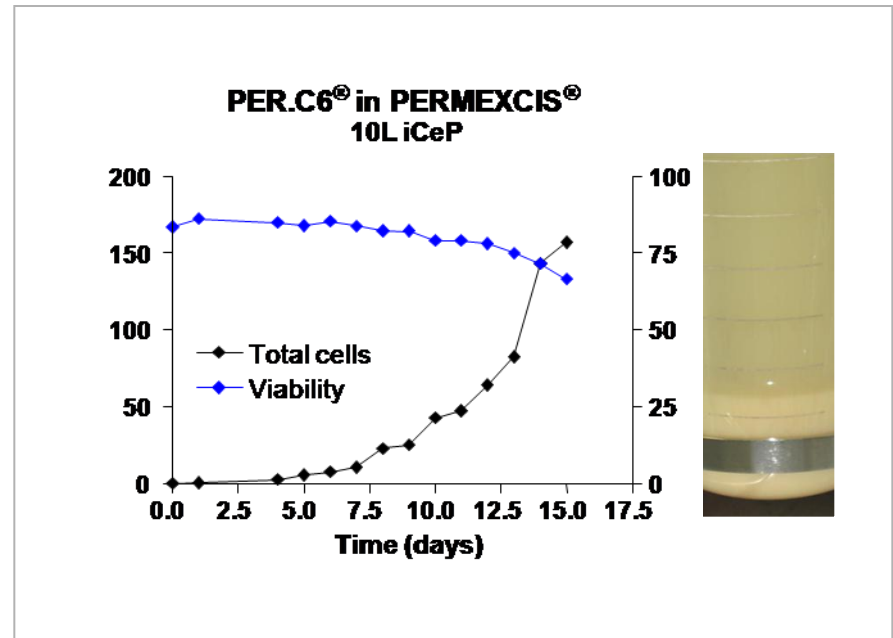 PER.C6® in PERMEXCIS®
10L iCeP
200
150
100
50
0
100
75
50
25
0
Total cells
Viability
0.0 2.5 5.0 7.5 10.0 12.5 15.0 17.5
Time (days)